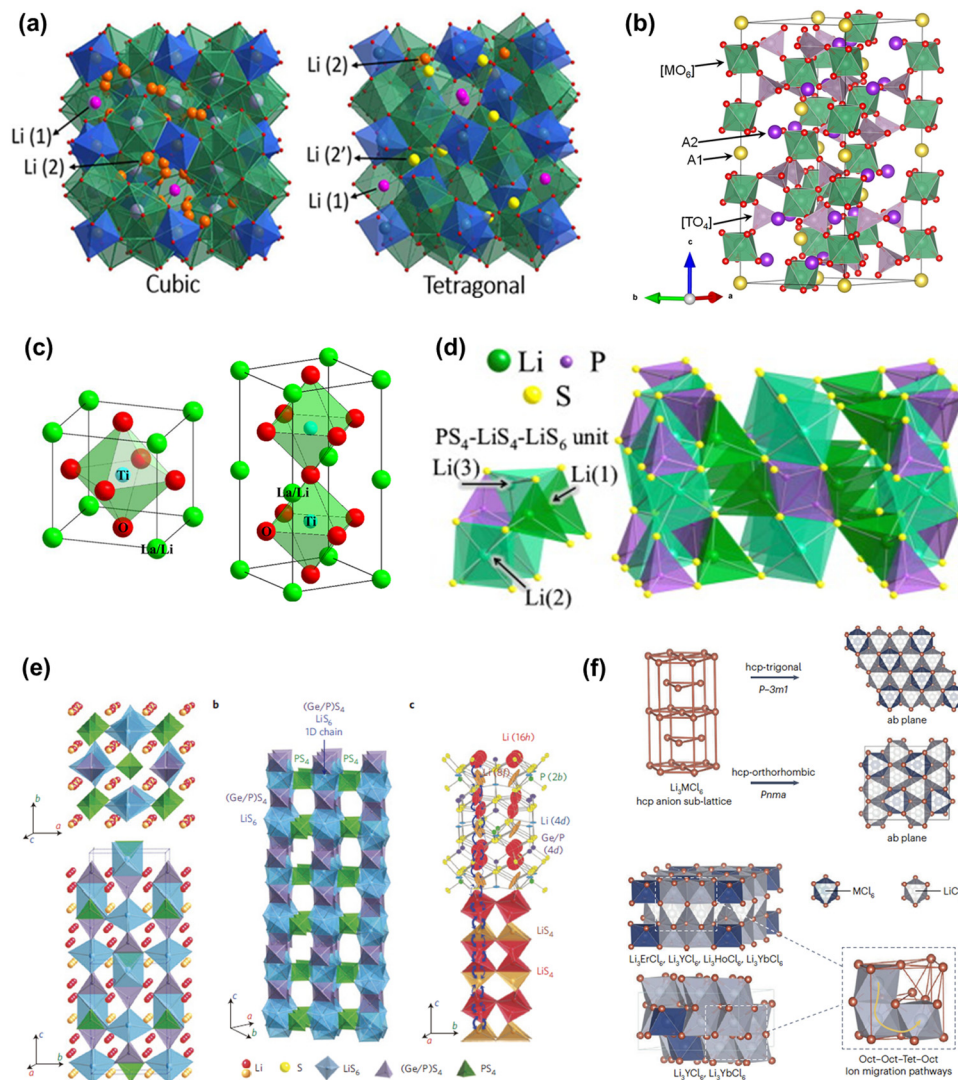 (a)
Li (1)
Li (2)
Cubic
Li (2)
Li (2')
Li (1)
Tetragonal
(b)
[MO6]
A2
A1
[TO4]
c
b
a
(c)
Ti
O
La/Li
La/Li
O
Ti
(d)
Li
P
S
PS4-LiS4-LiS6 unit
Li(3)
Li(1)
Li(2)
(e)
b
c
a
c
b
a
b
(Ge/P)S4
LiS6
1D chain
PS4
PS4
(Ge/P)S4
LiS6
c
b
a
c
Li (16h)
P (2b)
Li (4d)
Ge/P
(4d)
LiS4
LiS4
c
a
b
Li
S
LiS6
(Ge/P)S4
PS4
(f)
Li3MCl6
hcp anion sub-lattice
hcp-trigonal
P-3m1
ab plane
hcp-orthorhombic
Pnma
ab plane
MCl6
LiC
Li3ErCl6, Li3YCl6, Li3HoCl6, Li3YbCl6
Li3YCl6, Li3YbCl6
Oct-Oct-Tet-Oct
Ion migration pathways